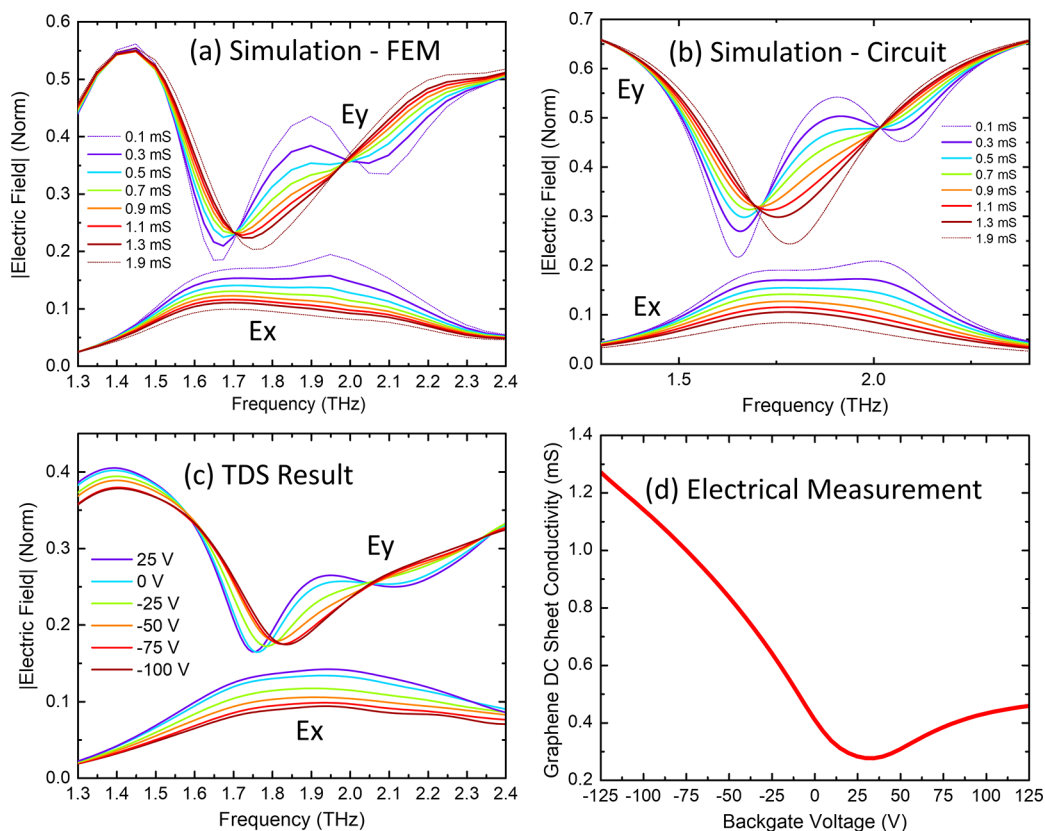 (a) Simulation - FEM
|Electric Field| (Norm)
0.6
0.5
0.4
0.3
0.2
0.1
0.0
Ey
0.1 mS
0.3 mS
0.5 mS
0.7 mS
0.9 mS
1.1 mS
1.3 mS
1.9 mS
Ex
1.3 1.4 1.5 1.6 1.7 1.8 1.9 2.0 2.1 2.2 2.3 2.4
Frequency (THz)
(b) Simulation - Circuit
|Electric Field| (Norm)
0.7
0.6
0.5
0.4
0.3
0.2
0.1
0.0
Ey
0.1 mS
0.3 mS
0.5 mS
0.7 mS
0.9 mS
1.1 mS
1.3 mS
1.9 mS
Ex
1.5 2.0
Frequency (THz)
(c) TDS Result
|Electric Field| (Norm)
0.4
0.3
0.2
0.1
0.0
Ey
25 V
0 V
-25 V
-50 V
-75 V
-100 V
Ex
1.3 1.4 1.5 1.6 1.7 1.8 1.9 2.0 2.1 2.2 2.3 2.4
Frequency (THz)
(d) Electrical Measurement
Graphene DC Sheet Conductivity (mS)
1.4
1.2
1.0
0.8
0.6
0.4
0.2
-125 -100 -75 -50 -25 0 25 50 75 100 125
Backgate Voltage (V)